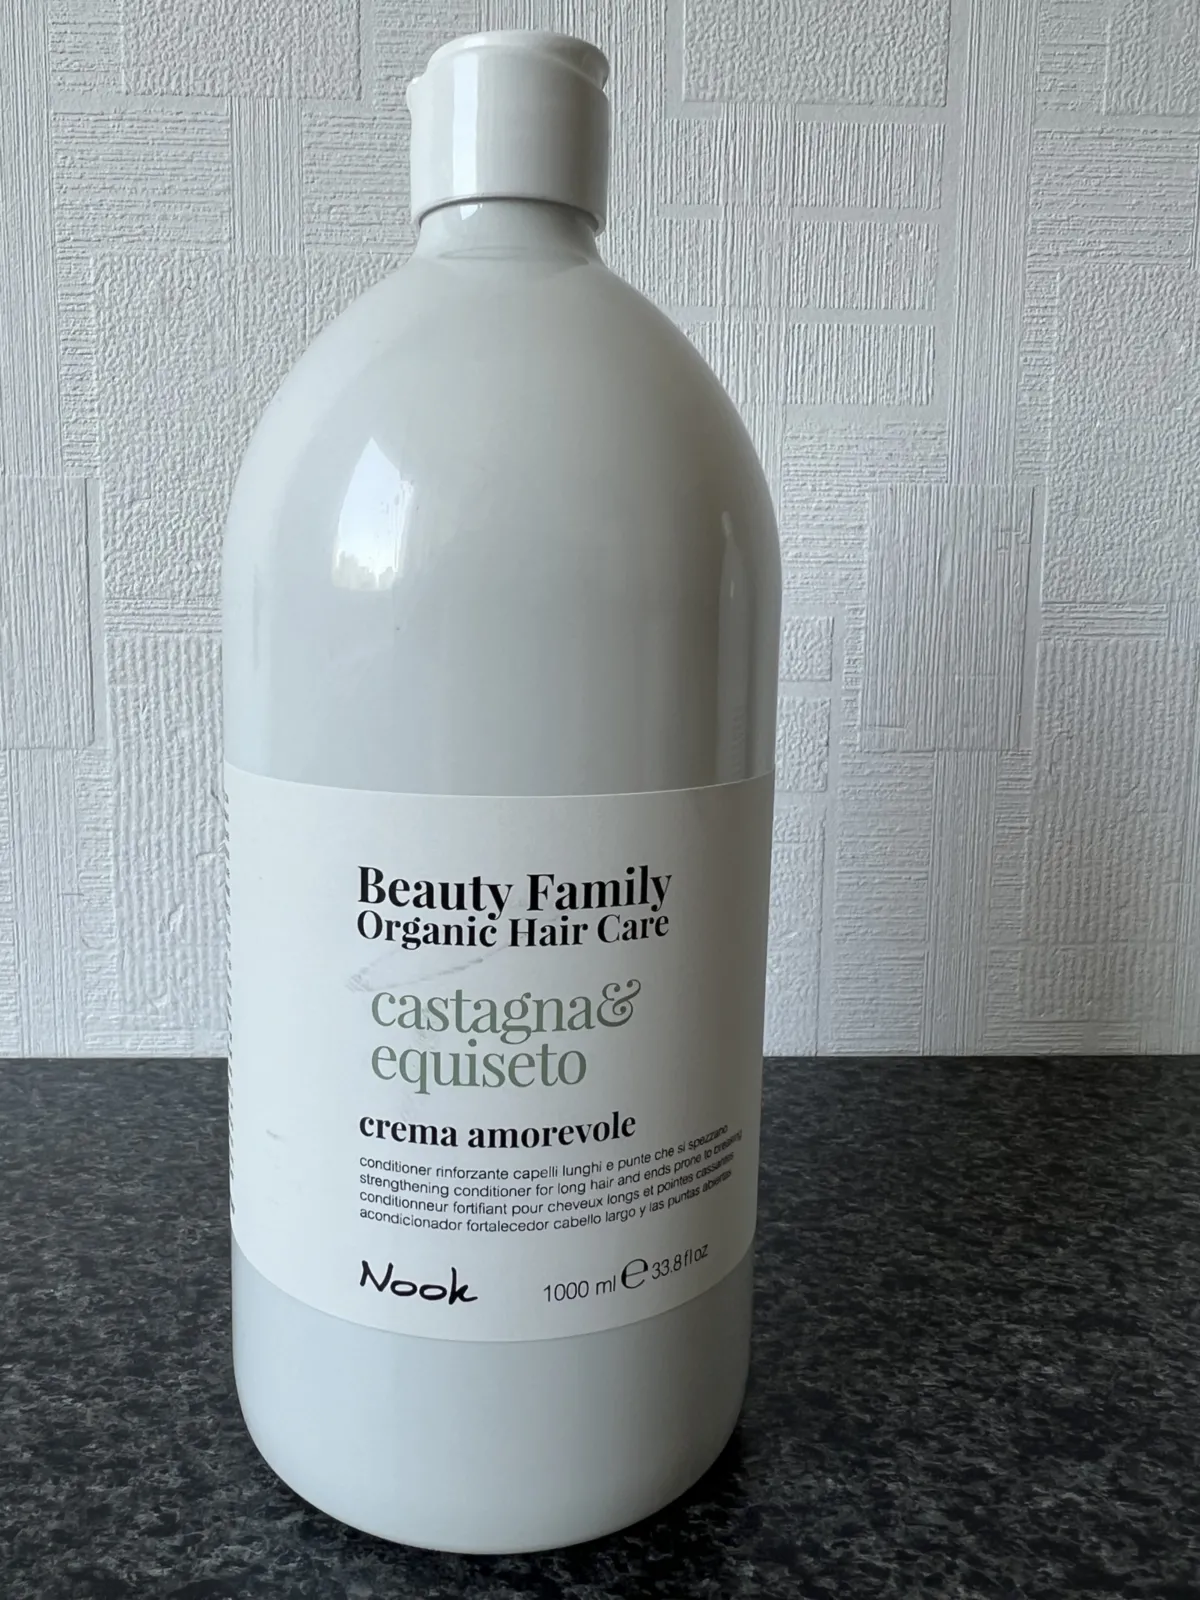 Beauty Family
Organic Hair Care
castagna&
equiseto
crema amorevole
conditioner rinforzante capelli lunghi e punte che si spezzano
strengthening conditioner for long hair and ends prone to breaking
conditionneur fortifiant pour cheveux longs et pointes cassantes
acondicionador fortalecedor cabello largo y las puntas abiertas
Nook
1000 ml ℮ 33.8 fl oz